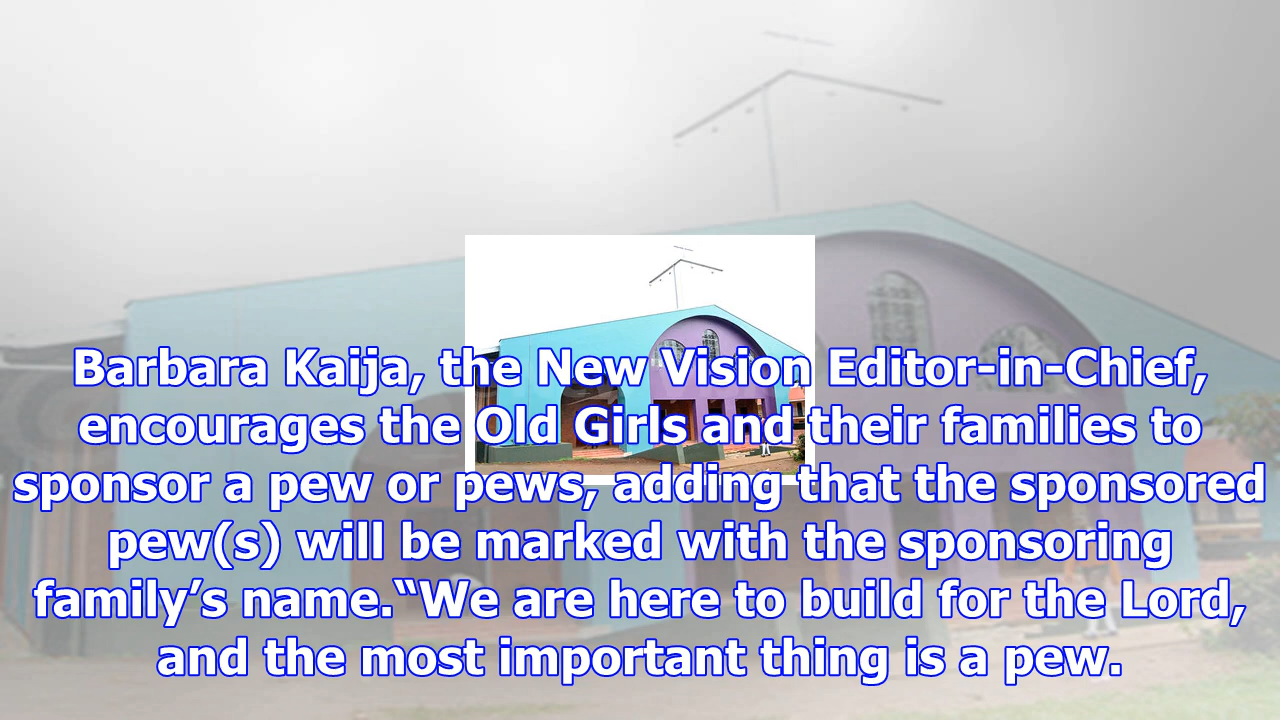 Barbara Kaija, the New Vision Editor-in-Chief,
encourages the Old Girls and their families to
sponsor a pew or pews, adding that the sponsored
pew(s) will be marked with the sponsoring
family’s name.“We are here to build for the Lord,
and the most important thing is a pew.